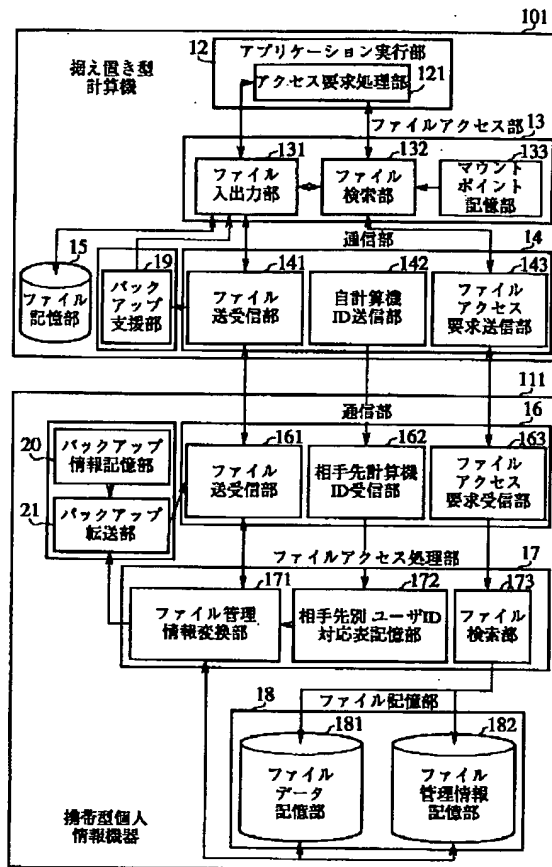 101
12
アプリケーション実行部
据え置き型
計算機
アクセス要求処理部
121
ファイルアクセス部
13
131
132
133
ファイル
入出力部
ファイル
検索部
マウント
ポイント
記憶部
通信部
14
15
19
141
142
143
ファイル
記憶部
バック
アップ
支援部
ファイル
送受信部
自計算機
ID送信部
ファイル
アクセス
要求送信部
111
通信部
16
20
161
162
163
バックアップ
情報記憶部
ファイル
送受信部
相手先計算機
ID受信部
ファイル
アクセス
要求受信部
21
バックアップ
転送部
ファイルアクセス処理部
17
171
172
173
ファイル管理
情報変換部
相手先別 ユーザID
対応表記憶部
ファイル
検索部
18
ファイル記憶部
181
182
ファイル
データ
記憶部
ファイル
管理情報
記憶部
携帯型個人
情報機器